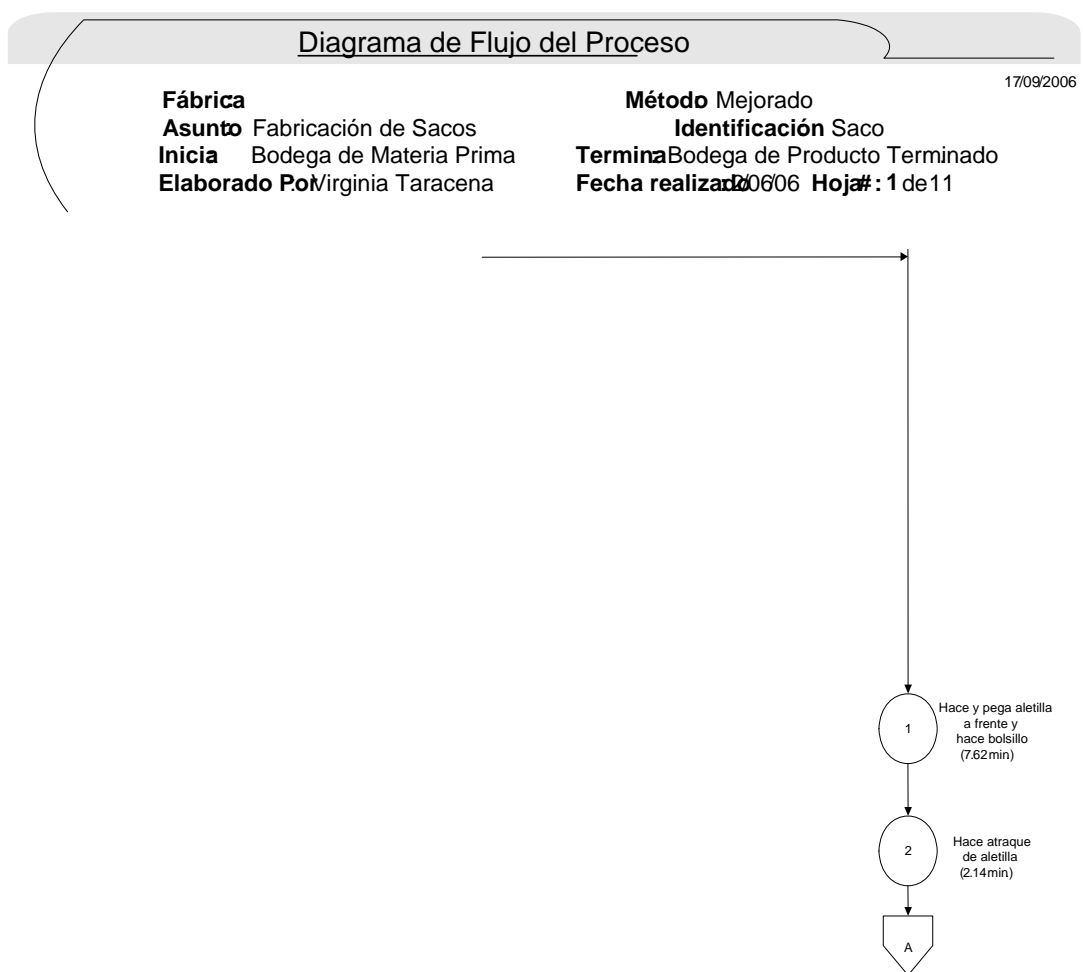 Diagrama de Flujo del Proceso
17/09/2006
Fábrica: Método: Mejorado
Asunto: Fabricación de Sacos Identificación: Saco
Inicia: Bodega de Materia Prima Termina: Bodega de Producto Terminado
Elaborado Por: Virginia Taracena Fecha realizado: 2/06/06 Hoja #: 1 de 11
1
Hace y pega aletilla
a frente y
hace bolsillo
(7.62 min)
2
Hace atraque
de aletilla
(2.14 min)
A